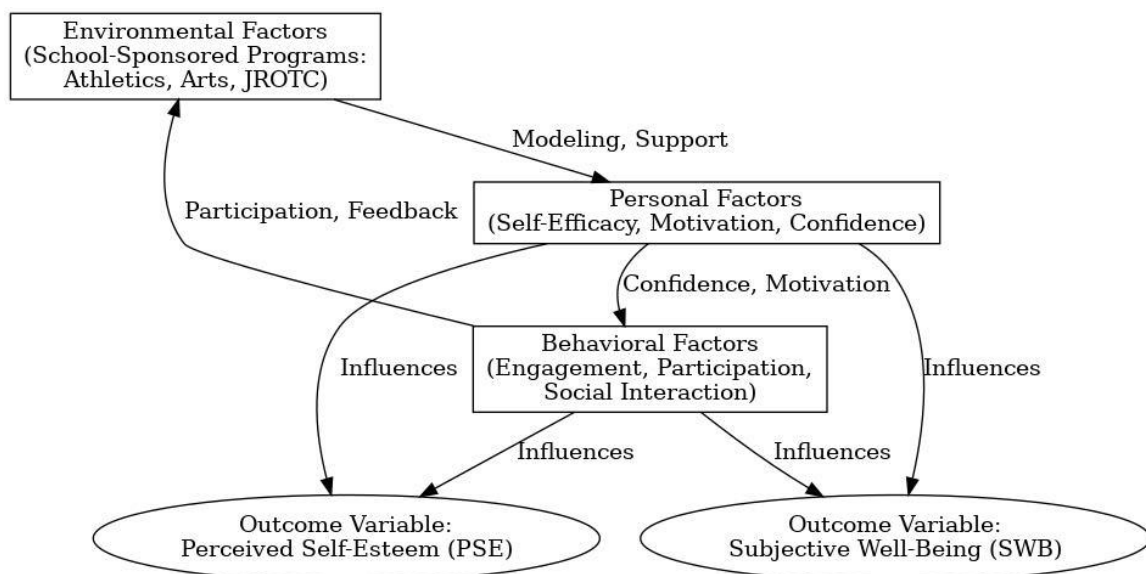 Environmental Factors
(School-Sponsored Programs:
Athletics, Arts, JROTC)
Modeling, Support
Personal Factors
(Self-Efficacy, Motivation, Confidence)
Participation, Feedback
Confidence, Motivation
Behavioral Factors
(Engagement, Participation,
Social Interaction)
Influences
Influences
Influences
Influences
Outcome Variable:
Perceived Self-Esteem (PSE)
Outcome Variable:
Subjective Well-Being (SWB)